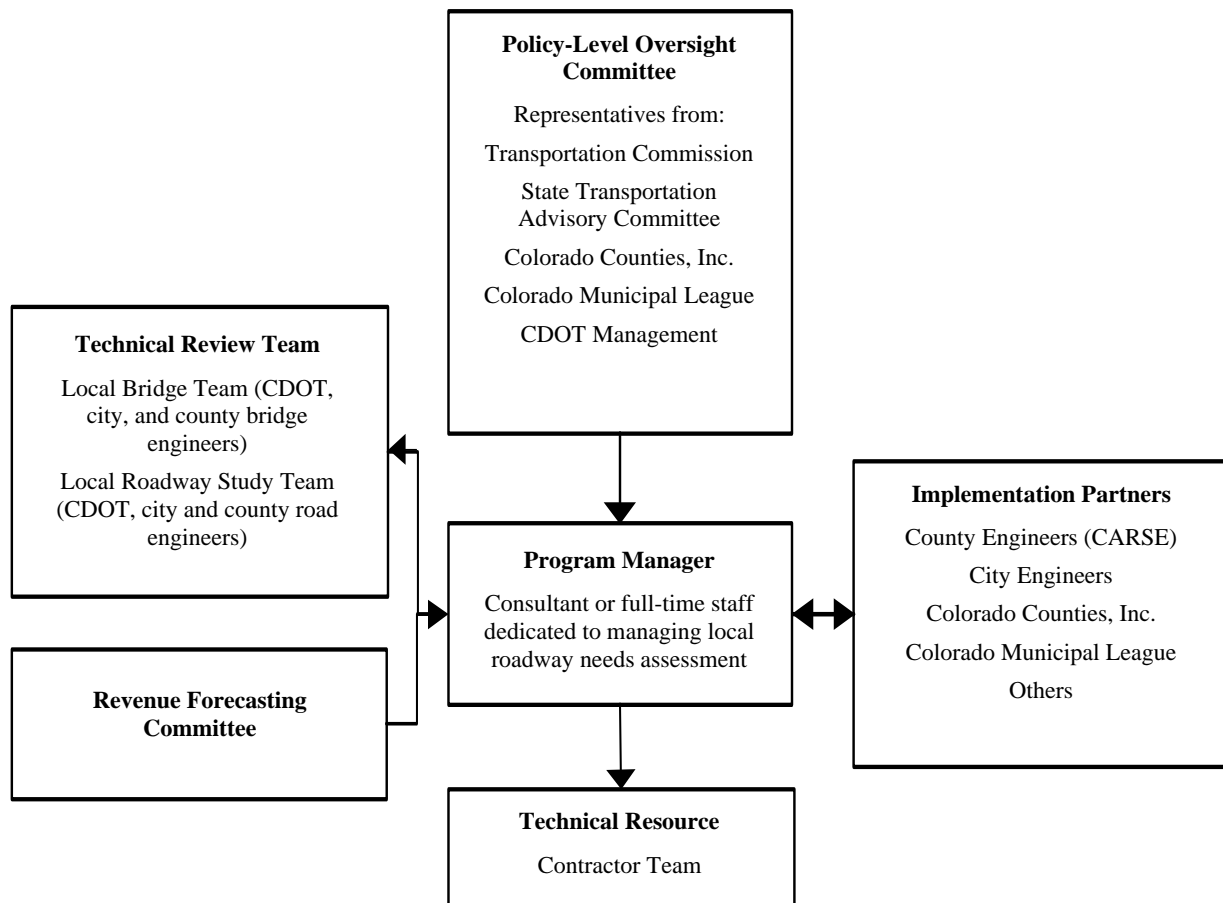 Policy-Level Oversight
Committee
Representatives from:
Transportation Commission
State Transportation
Advisory Committee
Colorado Counties, Inc.
Colorado Municipal League
CDOT Management
Technical Review Team
Local Bridge Team (CDOT,
city, and county bridge
engineers)
Local Roadway Study Team
(CDOT, city and county road
engineers)
Revenue Forecasting
Committee
Program Manager
Consultant or full-time staff
dedicated to managing local
roadway needs assessment
Implementation Partners
County Engineers (CARSE)
City Engineers
Colorado Counties, Inc.
Colorado Municipal League
Others
Technical Resource
Contractor Team